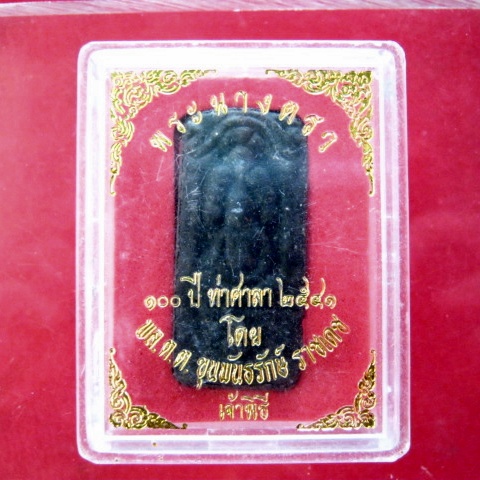 พระนางตรา
๑๐๐ ปี ท่าศาลา ๒๕๔๑
โดย
พล.ต.ต. ขุนพันธรักษ์ ราชเดช
เจ้าพิธี